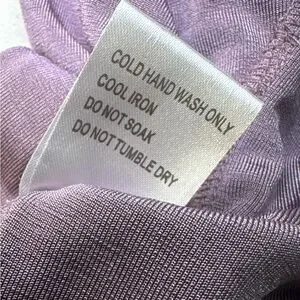 COLD HAND WASH ONLY
COOL IRON
DO NOT SOAK
DO NOT TUMBLE DRY